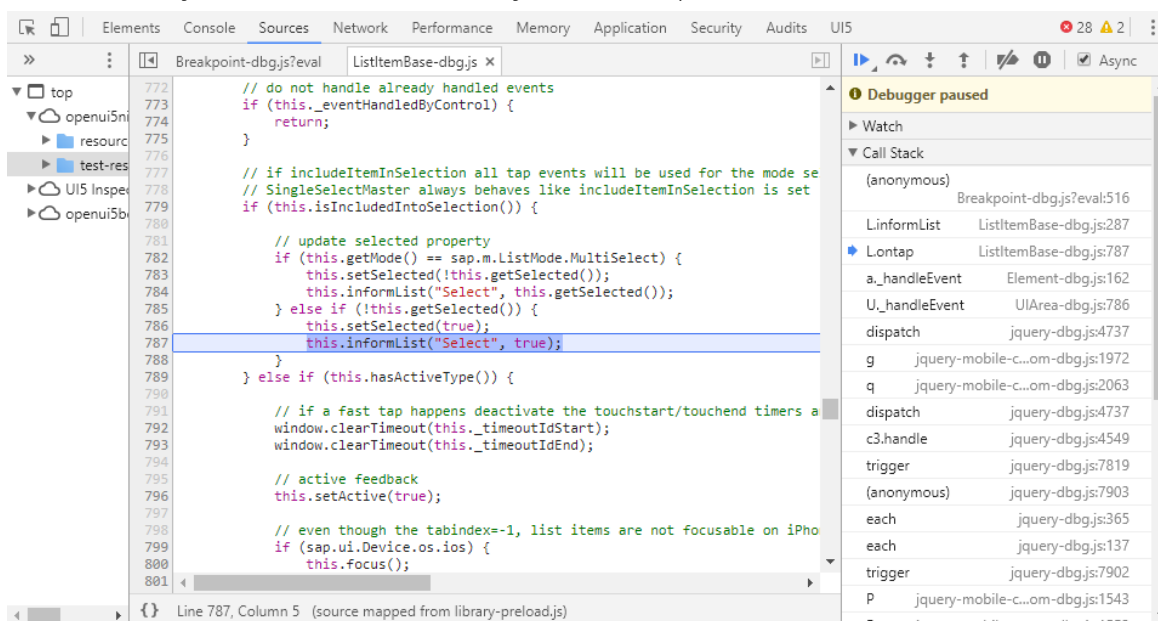 Elements Console Sources Network Performance Memory Application Security Audits UI5 28 2
» Breakpoint-dbg.js?eval ListItemBase-dbg.js × Async
top
openui5ni
resourc
test-res
UI5 Inspe
openui5b
772 // do not handle already handled events
773 if (this._eventHandledByControl) {
774 return;
775 }
776
777 // if includeItemInSelection all tap events will be used for the mode se
778 // SingleSelectMaster always behaves like includeItemInSelection is set
779 if (this.isIncludedIntoSelection()) {
780
781 // update selected property
782 if (this.getMode() == sap.m.ListMode.MultiSelect) {
783 this.setSelected(!this.getSelected());
784 this.informList("Select", this.getSelected());
785 } else if (!this.getSelected()) {
786 this.setSelected(true);
787 this.informList("Select", true);
788 }
789 } else if (this.hasActiveType()) {
790
791 // if a fast tap happens deactivate the touchstart/touchend timers a
792 window.clearTimeout(this._timeoutIdStart);
793 window.clearTimeout(this._timeoutIdEnd);
794
795 // active feedback
796 this.setActive(true);
797
798 // even though the tabindex=-1, list items are not focusable on iPho
799 if (sap.ui.Device.os.ios) {
800 this.focus();
801
{} Line 787, Column 5 (source mapped from library-preload.js)
Debugger paused
Watch
Call Stack
(anonymous)
Breakpoint-dbg.js?eval:516
L.informList ListItemBase-dbg.js:287
L.ontap ListItemBase-dbg.js:787
a._handleEvent Element-dbg.js:162
U._handleEvent UIArea-dbg.js:786
dispatch jquery-dbg.js:4737
g jquery-mobile-c...om-dbg.js:1972
q jquery-mobile-c...om-dbg.js:2063
dispatch jquery-dbg.js:4737
c3.handle jquery-dbg.js:4549
trigger jquery-dbg.js:7819
(anonymous) jquery-dbg.js:7903
each jquery-dbg.js:365
each jquery-dbg.js:137
trigger jquery-dbg.js:7902
P jquery-mobile-c...om-dbg.js:1543